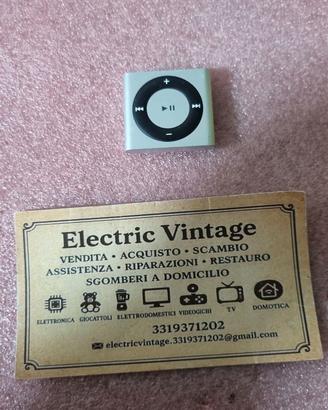 Electric Vintage
VENDITA • ACQUISTO • SCAMBIO
ASSISTENZA • RIPARAZIONI • RESTAURO
SGOMBERI A DOMICILIO
ELETTRONICA GIOCATTOLI ELETTRODOMESTICI VIDEOGICHI TV DOMOTICA
3319371202
electricvintage.3319371202@gmail.com